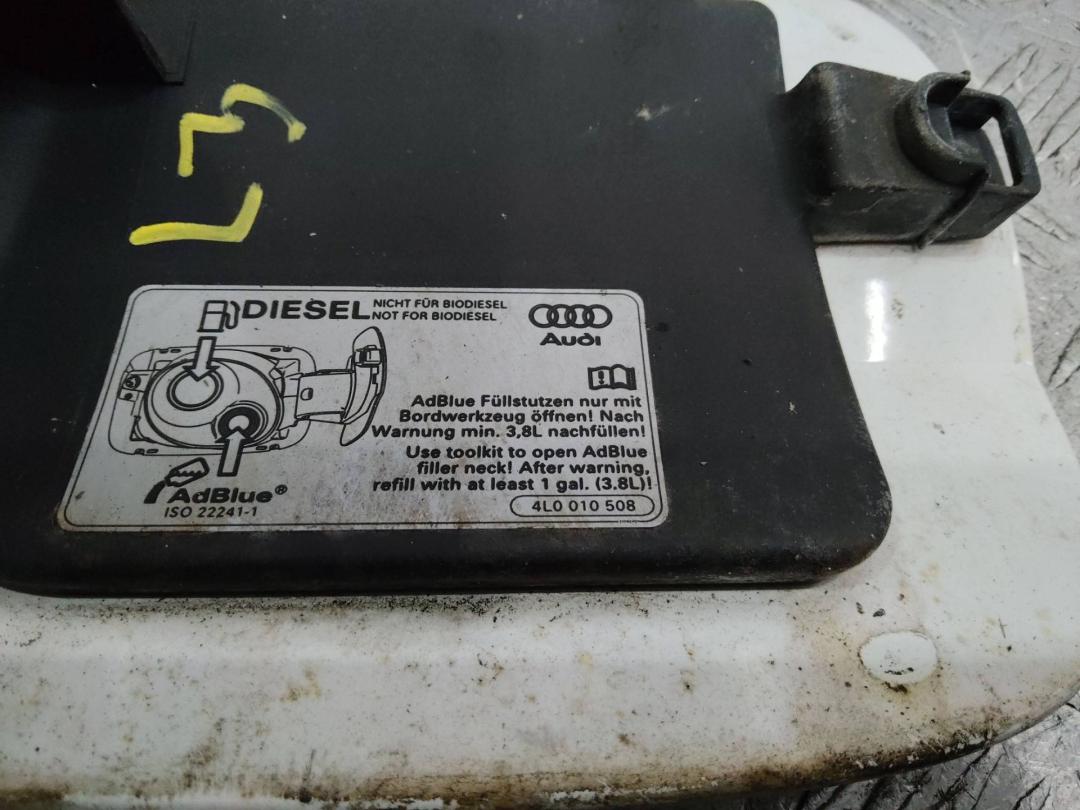 DIESEL
NICHT FÜR BIODIESEL
NOT FOR BIODIESEL
Audi
AdBlue Füllstutzen nur mit
Bordwerkzeug öffnen! Nach
Warnung min. 3,8L nachfüllen!
Use toolkit to open AdBlue
filler neck! After warning,
refill with at least 1 gal. (3.8L)!
AdBlue®
ISO 22241-1
4L0 010 508